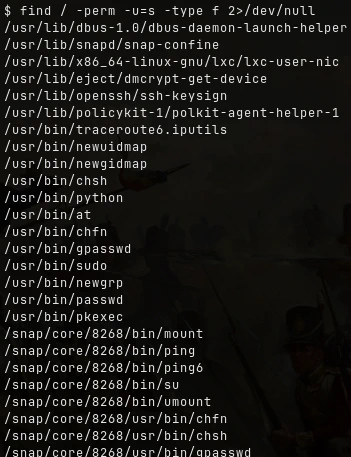 $ find / -perm -u=s -type f 2>/dev/null
/usr/lib/dbus-1.0/dbus-daemon-launch-helper
/usr/lib/snapd/snap-confine
/usr/lib/x86_64-linux-gnu/lxc/lxc-user-nic
/usr/lib/eject/dmcrypt-get-device
/usr/lib/openssh/ssh-keysign
/usr/lib/policykit-1/polkit-agent-helper-1
/usr/bin/traceroute6.iputils
/usr/bin/newuidmap
/usr/bin/newgidmap
/usr/bin/chsh
/usr/bin/python
/usr/bin/at
/usr/bin/chfn
/usr/bin/gpasswd
/usr/bin/sudo
/usr/bin/newgrp
/usr/bin/passwd
/usr/bin/pkexec
/snap/core/8268/bin/mount
/snap/core/8268/bin/ping
/snap/core/8268/bin/ping6
/snap/core/8268/bin/su
/snap/core/8268/bin/umount
/snap/core/8268/usr/bin/chfn
/snap/core/8268/usr/bin/chsh
/snap/core/8268/usr/bin/gpasswd